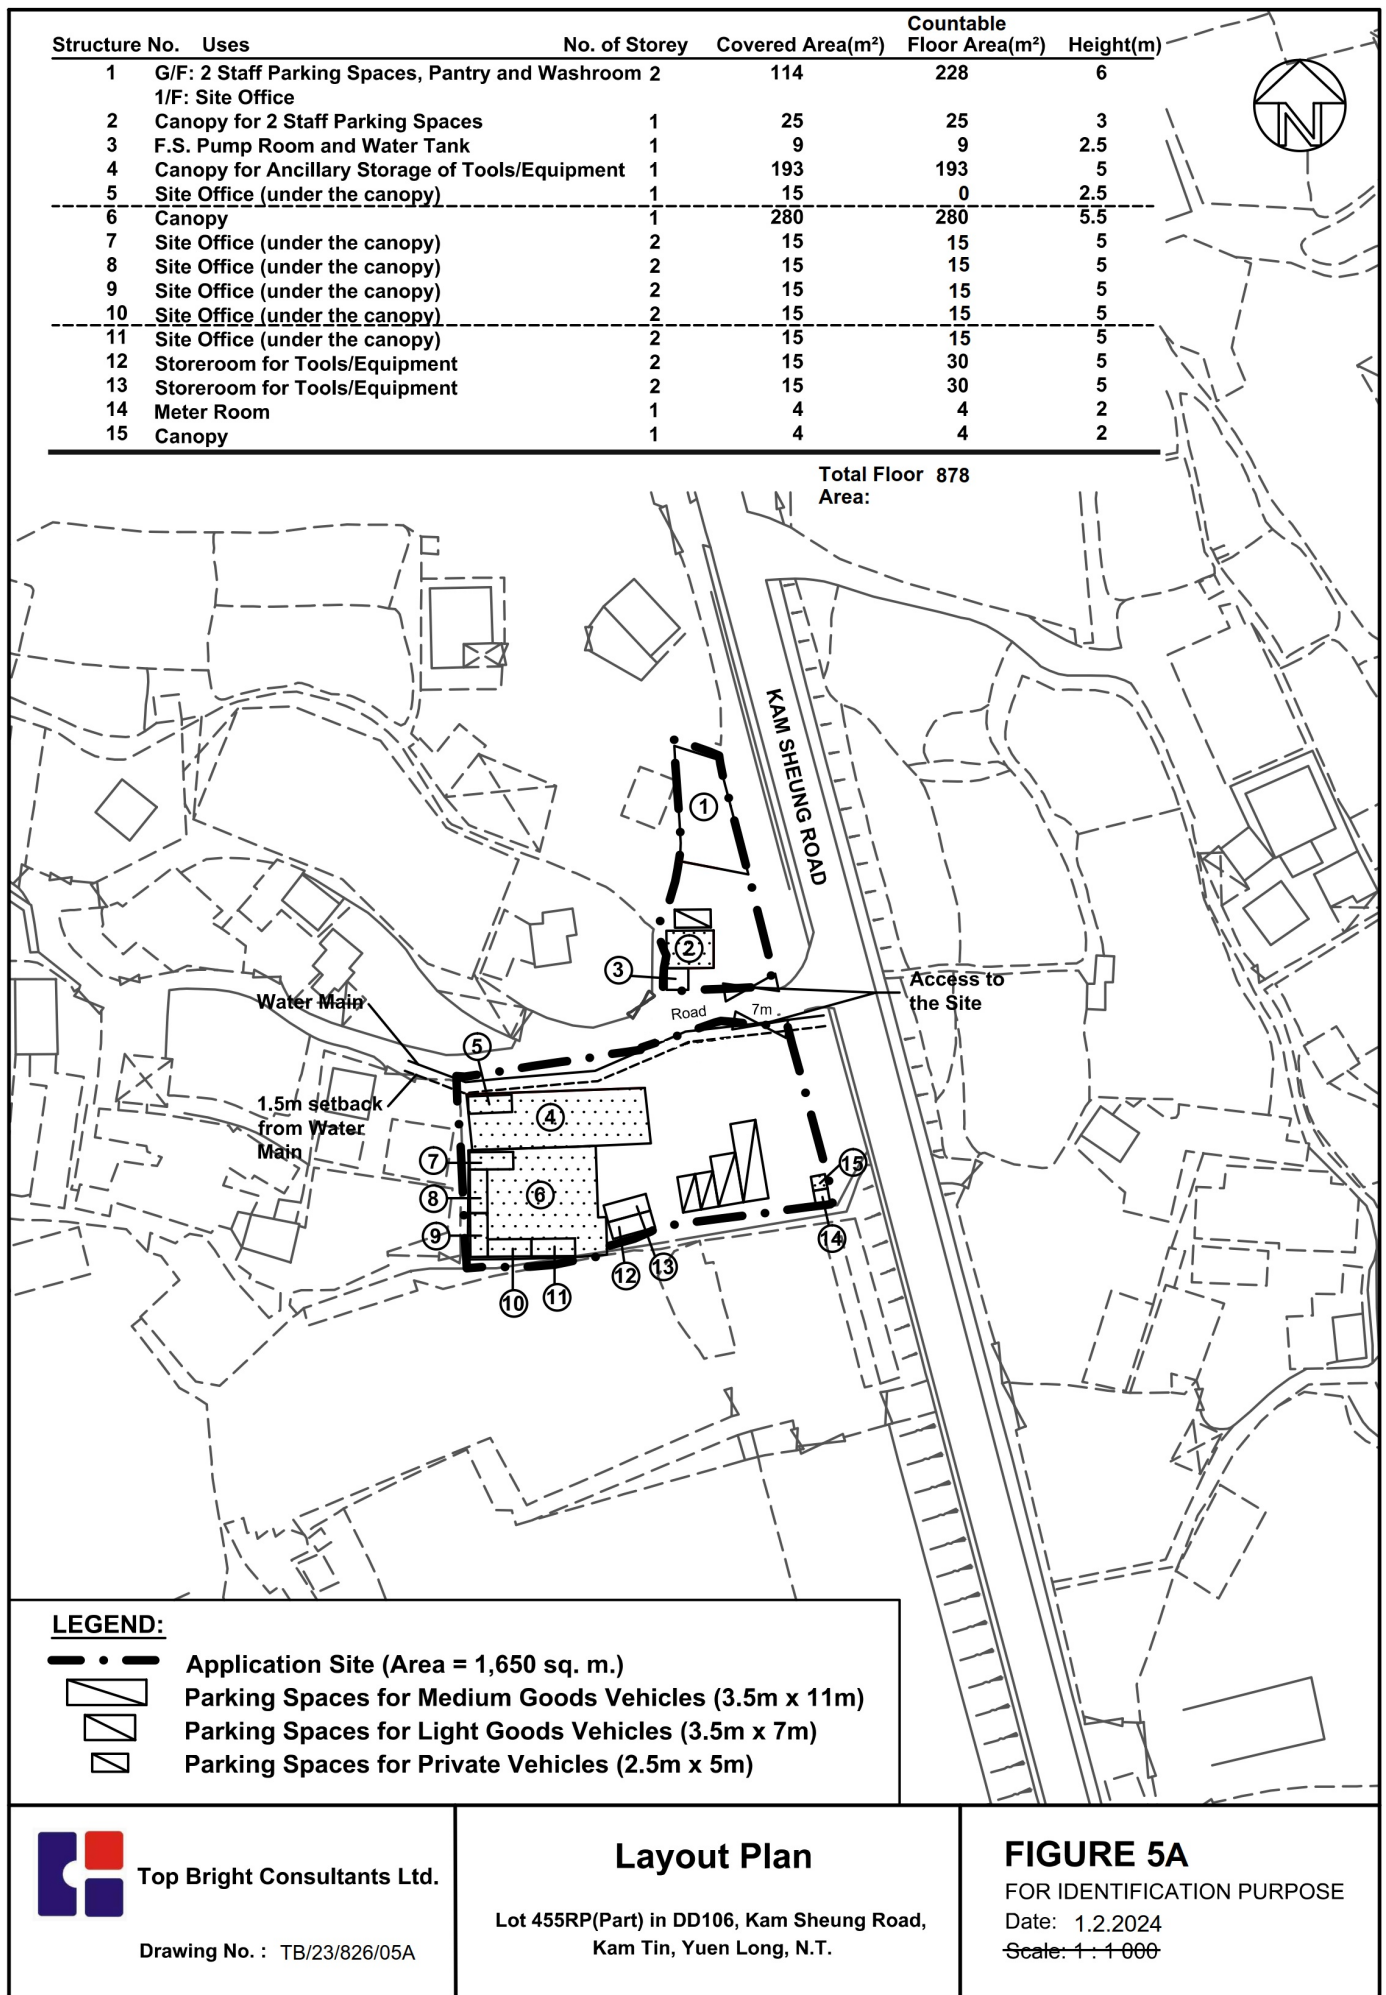 Countable
Structure No. Uses No. of Storey Covered Area(m²) Floor Area(m²) Height(m)
1 G/F: 2 Staff Parking Spaces, Pantry and Washroom 2 114 228 6
1/F: Site Office
2 Canopy for 2 Staff Parking Spaces 1 25 25 3
3 F.S. Pump Room and Water Tank 1 9 9 2.5
4 Canopy for Ancillary Storage of Tools/Equipment 1 193 193 5
5 Site Office (under the canopy) 1 15 0 2.5
6 Canopy 1 280 280 5.5
7 Site Office (under the canopy) 2 15 15 5
8 Site Office (under the canopy) 2 15 15 5
9 Site Office (under the canopy) 2 15 15 5
10 Site Office (under the canopy) 2 15 15 5
11 Site Office (under the canopy) 2 15 15 5
12 Storeroom for Tools/Equipment 2 15 30 5
13 Storeroom for Tools/Equipment 2 15 30 5
14 Meter Room 1 4 4 2
15 Canopy 1 4 4 2
Total Floor 878
Area:
N
KAM SHEUNG ROAD
1
2
3
Access to
the Site
Water Main
Road 7m
5
1.5m setback
from Water
Main
4
7
15
8
6
9
14
12
13
10
11
LEGEND:
Application Site (Area = 1,650 sq. m.)
Parking Spaces for Medium Goods Vehicles (3.5m x 11m)
Parking Spaces for Light Goods Vehicles (3.5m x 7m)
Parking Spaces for Private Vehicles (2.5m x 5m)
Top Bright Consultants Ltd.
Drawing No. : TB/23/826/05A
Layout Plan
Lot 455RP(Part) in DD106, Kam Sheung Road,
Kam Tin, Yuen Long, N.T.
FIGURE 5A
FOR IDENTIFICATION PURPOSE
Date: 1.2.2024
Scale: 1 : 1 000